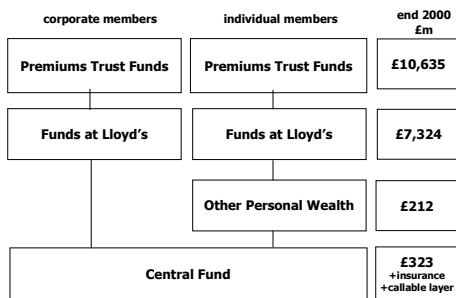 corporate members individual members end 2000
£m
Premiums Trust Funds Premiums Trust Funds £10,635
Funds at Lloyd's Funds at Lloyd's £7,324
Other Personal Wealth £212
Central Fund £323
+insurance
+callable layer